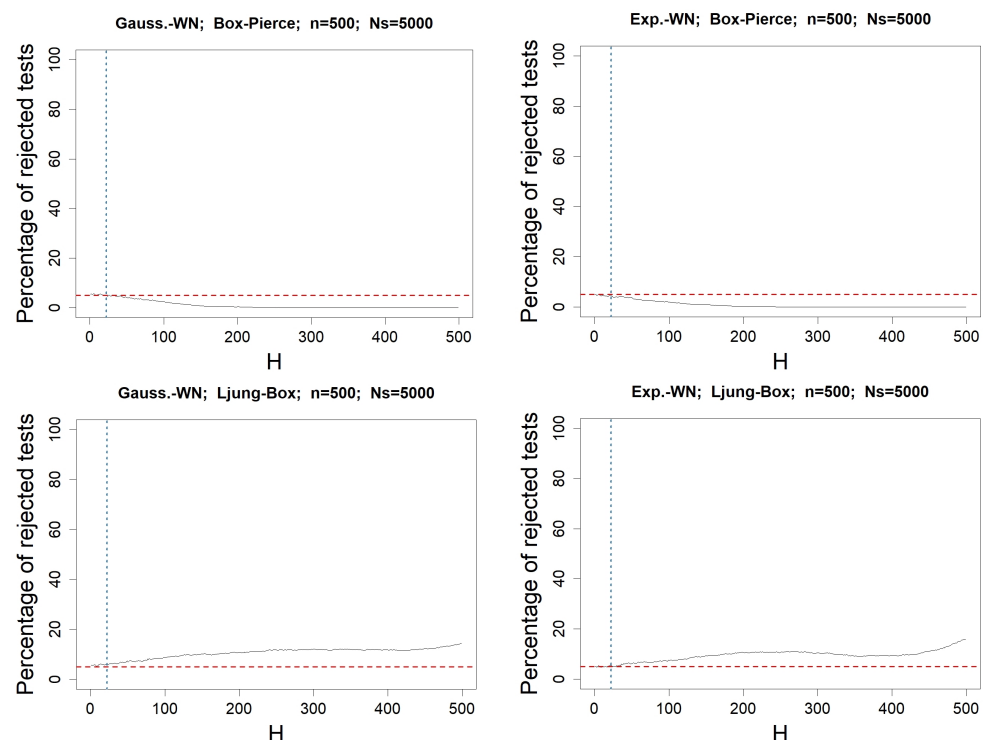 Gauss.-WN; Box-Pierce; n=500; Ns=5000
Percentage of rejected tests
100
80
60
40
20
0
0 100 200 300 400 500
H
Exp.-WN; Box-Pierce; n=500; Ns=5000
Percentage of rejected tests
100
80
60
40
20
0
0 100 200 300 400 500
H
Gauss.-WN; Ljung-Box; n=500; Ns=5000
Percentage of rejected tests
100
80
60
40
20
0
0 100 200 300 400 500
H
Exp.-WN; Ljung-Box; n=500; Ns=5000
Percentage of rejected tests
100
80
60
40
20
0
0 100 200 300 400 500
H